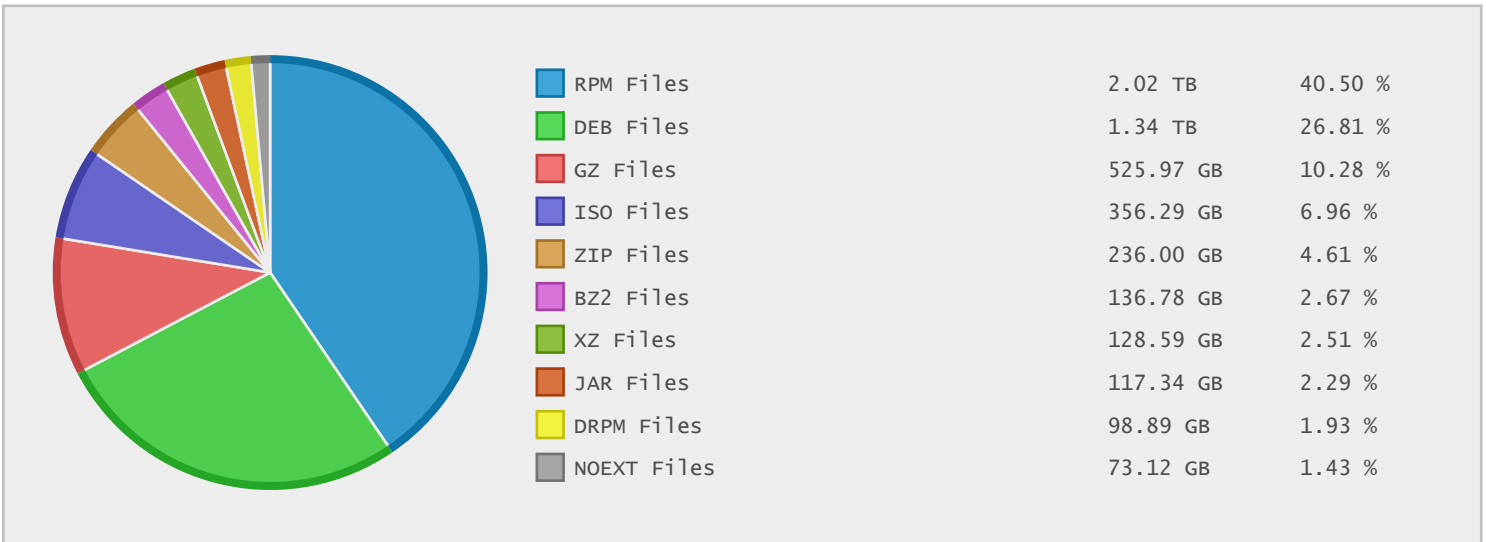 RPM Files 2.02 TB 40.50 %
DEB Files 1.34 TB 26.81 %
GZ Files 525.97 GB 10.28 %
ISO Files 356.29 GB 6.96 %
ZIP Files 236.00 GB 4.61 %
BZ2 Files 136.78 GB 2.67 %
XZ Files 128.59 GB 2.51 %
JAR Files 117.34 GB 2.29 %
DRPM Files 98.89 GB 1.93 %
NOEXT Files 73.12 GB 1.43 %